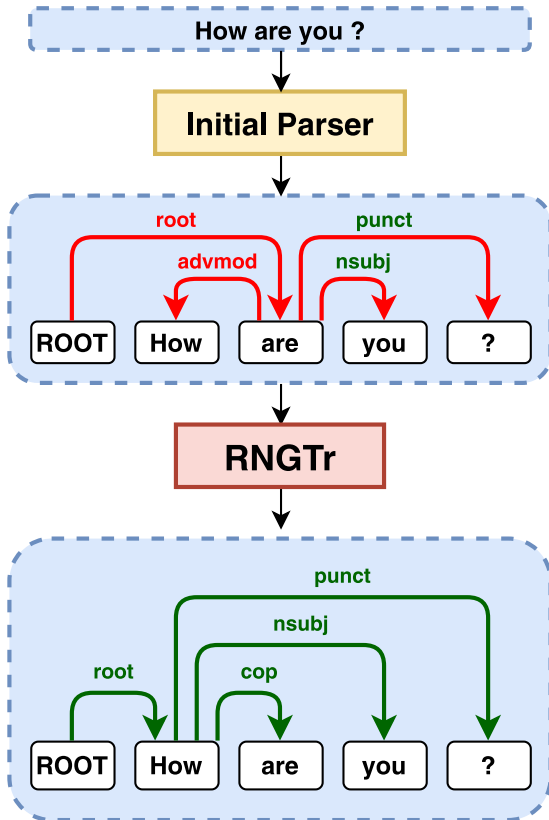 How are you ?
Initial Parser
root punct
advmod nsubj
ROOT How are you ?
RNGTr
punct
nsubj
root cop
ROOT How are you ?